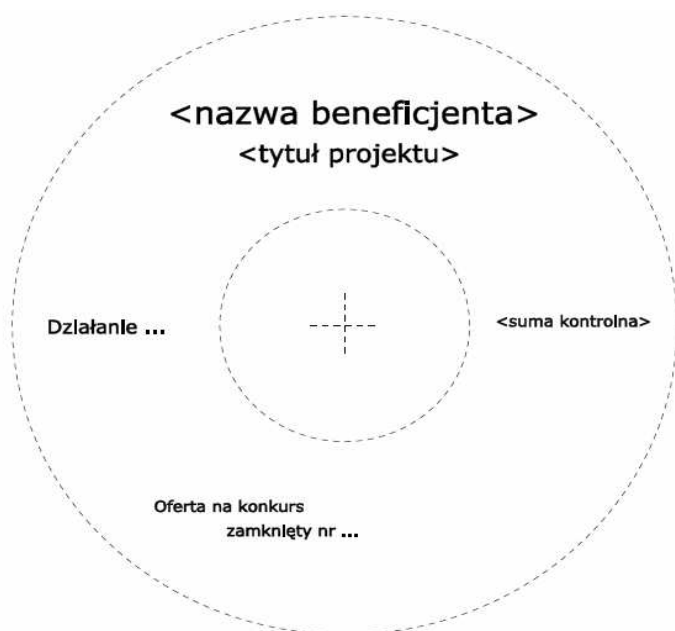 <nazwa beneficjenta>
<tytuł projektu>
Działanie ...
<suma kontrolna>
Oferta na konkurs
zamknięty nr ...